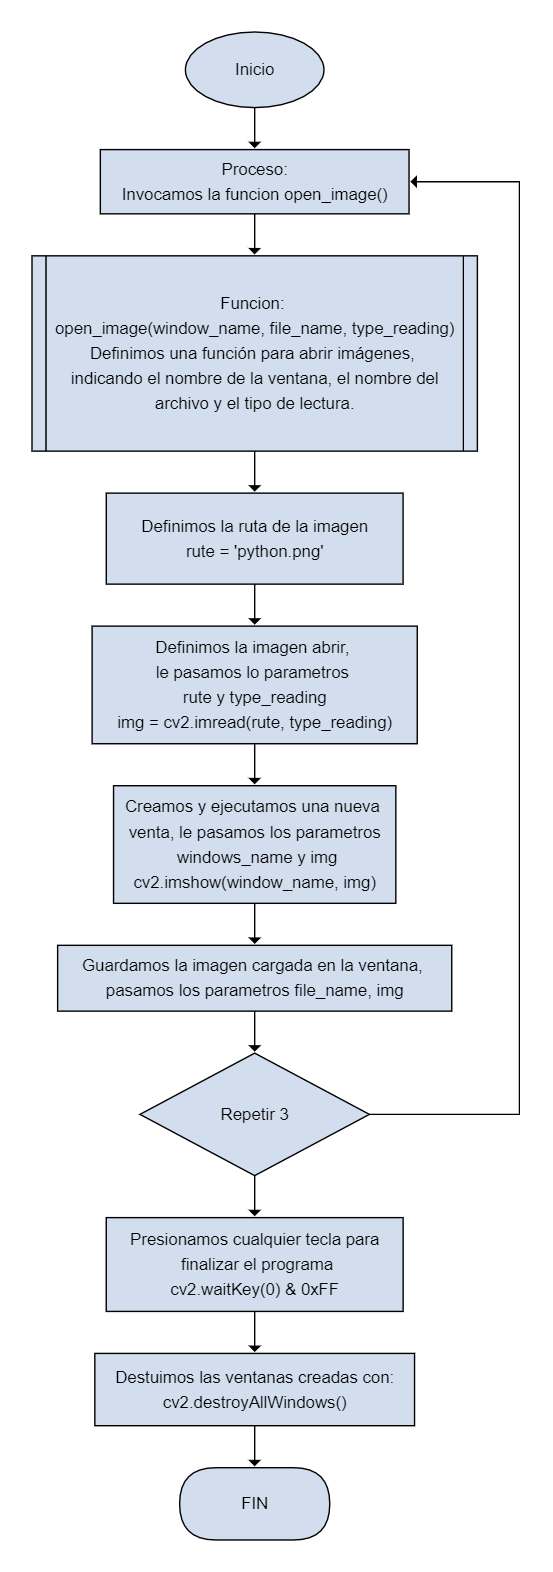 Inicio
Proceso:
Invocamos la funcion open_image()
Funcion:
open_image(window_name, file_name, type_reading)
Definimos una función para abrir imágenes,
indicando el nombre de la ventana, el nombre del
archivo y el tipo de lectura.
Definimos la ruta de la imagen
rute = 'python.png'
Definimos la imagen abrir,
le pasamos lo parametros
rute y type_reading
img = cv2.imread(rute, type_reading)
Creamos y ejecutamos una nueva
venta, le pasamos los parametros
windows_name y img
cv2.imshow(window_name, img)
Guardamos la imagen cargada en la ventana,
pasamos los parametros file_name, img
Repetir 3
Presionamos cualquier tecla para
finalizar el programa
cv2.waitKey(0) & 0xFF
Destuimos las ventanas creadas con:
cv2.destroyAllWindows()
FIN